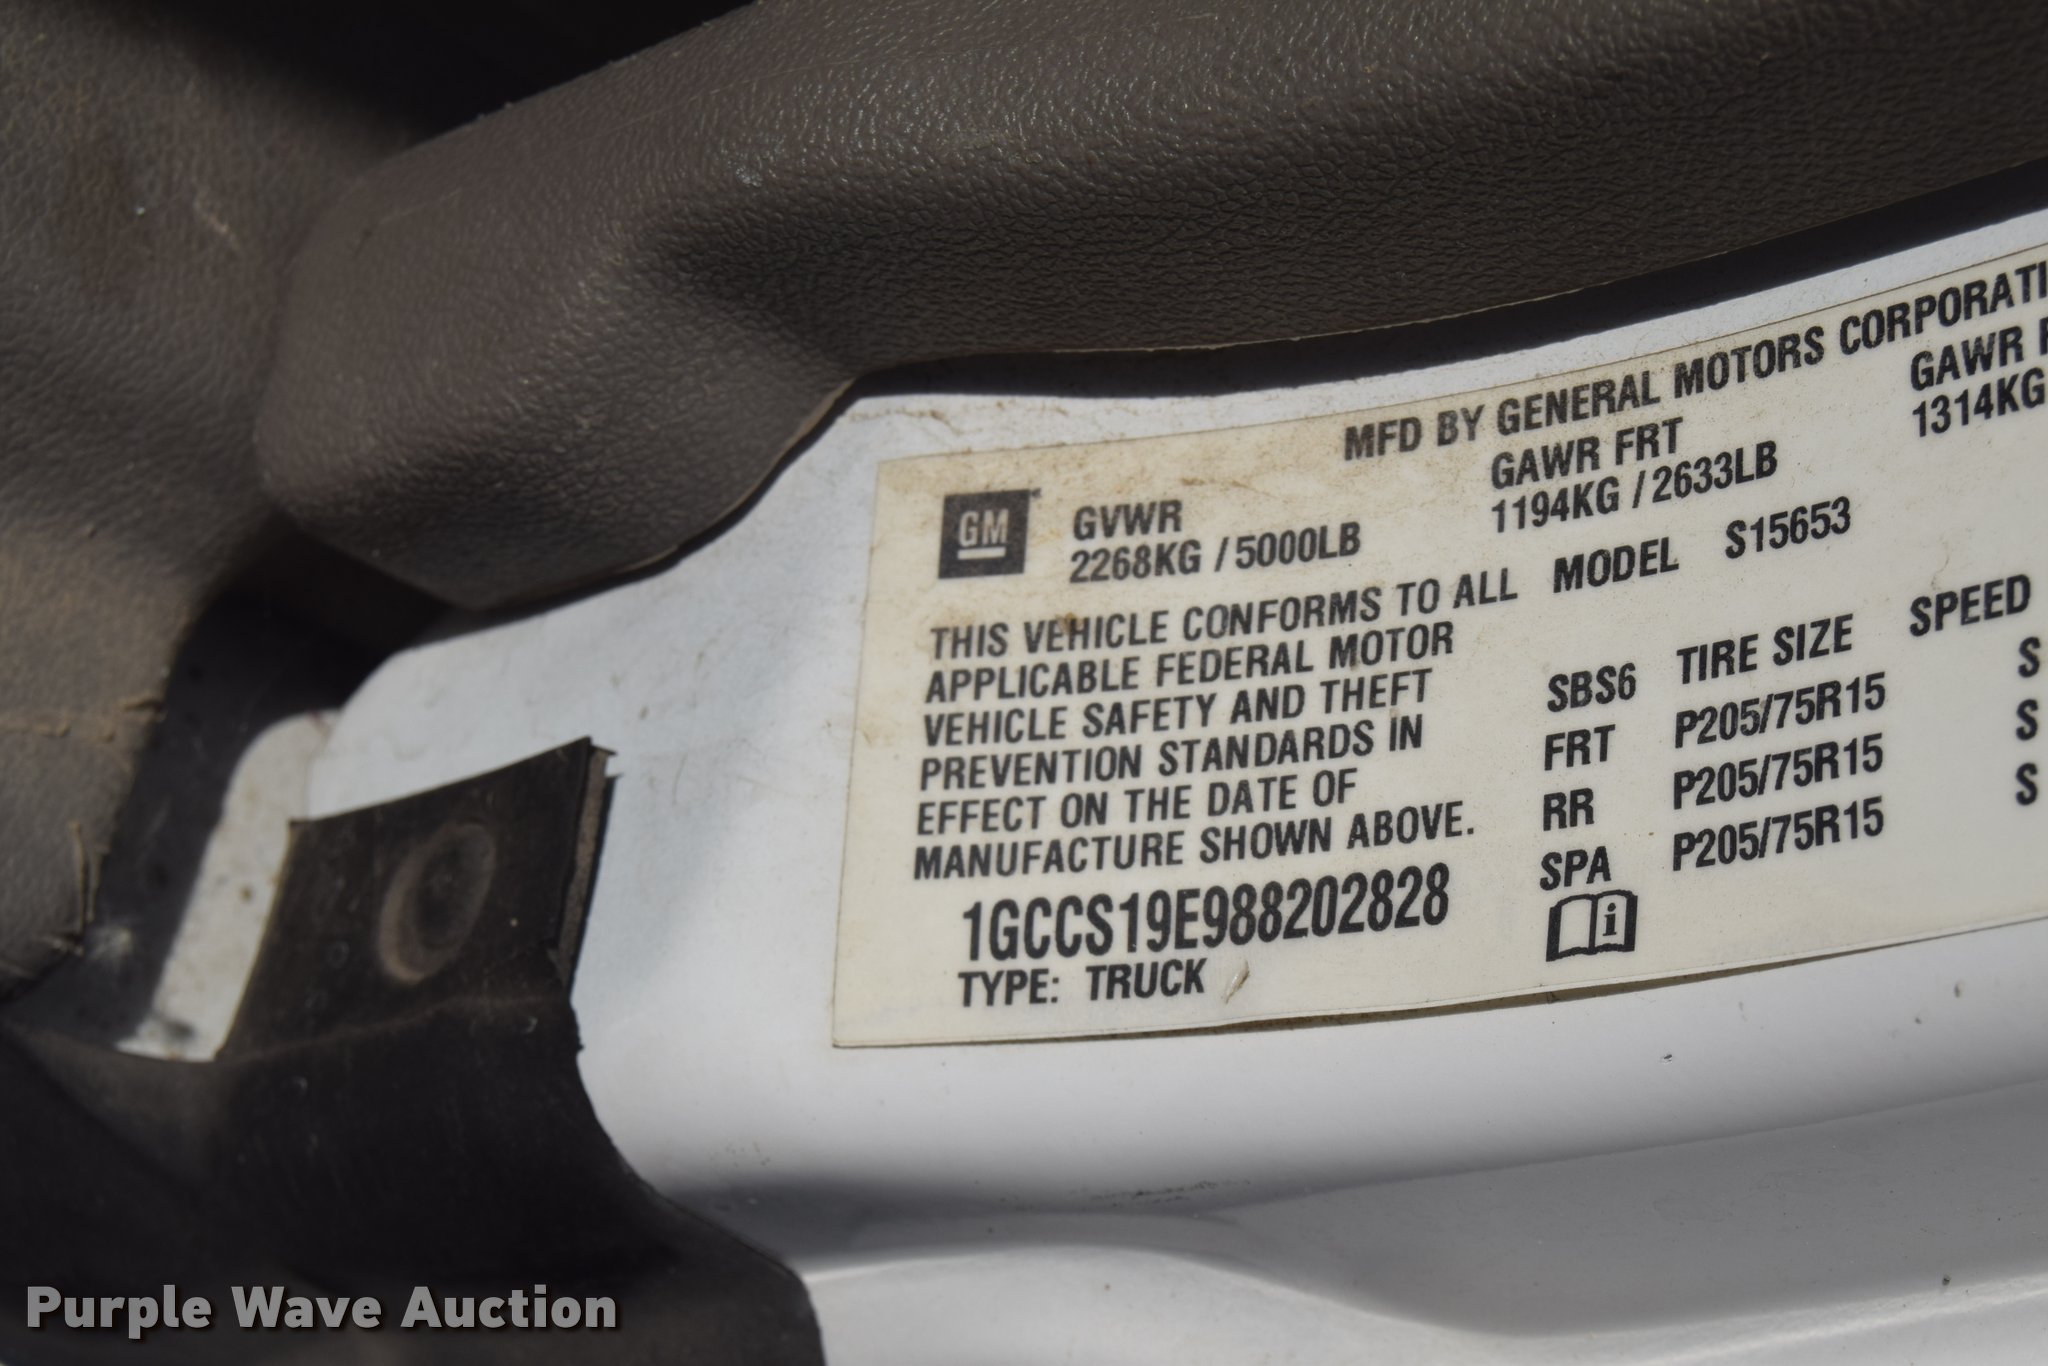 MFD BY GENERAL MOTORS CORPORATI
GM GVWR GAWR FRT GAWR
2268KG / 5000LB 1194KG / 2633LB 1314KG
THIS VEHICLE CONFORMS TO ALL MODEL S15653
APPLICABLE FEDERAL MOTOR
VEHICLE SAFETY AND THEFT SBS6 TIRE SIZE SPEED
PREVENTION STANDARDS IN FRT P205/75R15 S
EFFECT ON THE DATE OF RR P205/75R15 S
MANUFACTURE SHOWN ABOVE. SPA P205/75R15 S
1GCCS19E988202828
i
TYPE: TRUCK
Purple Wave Auction